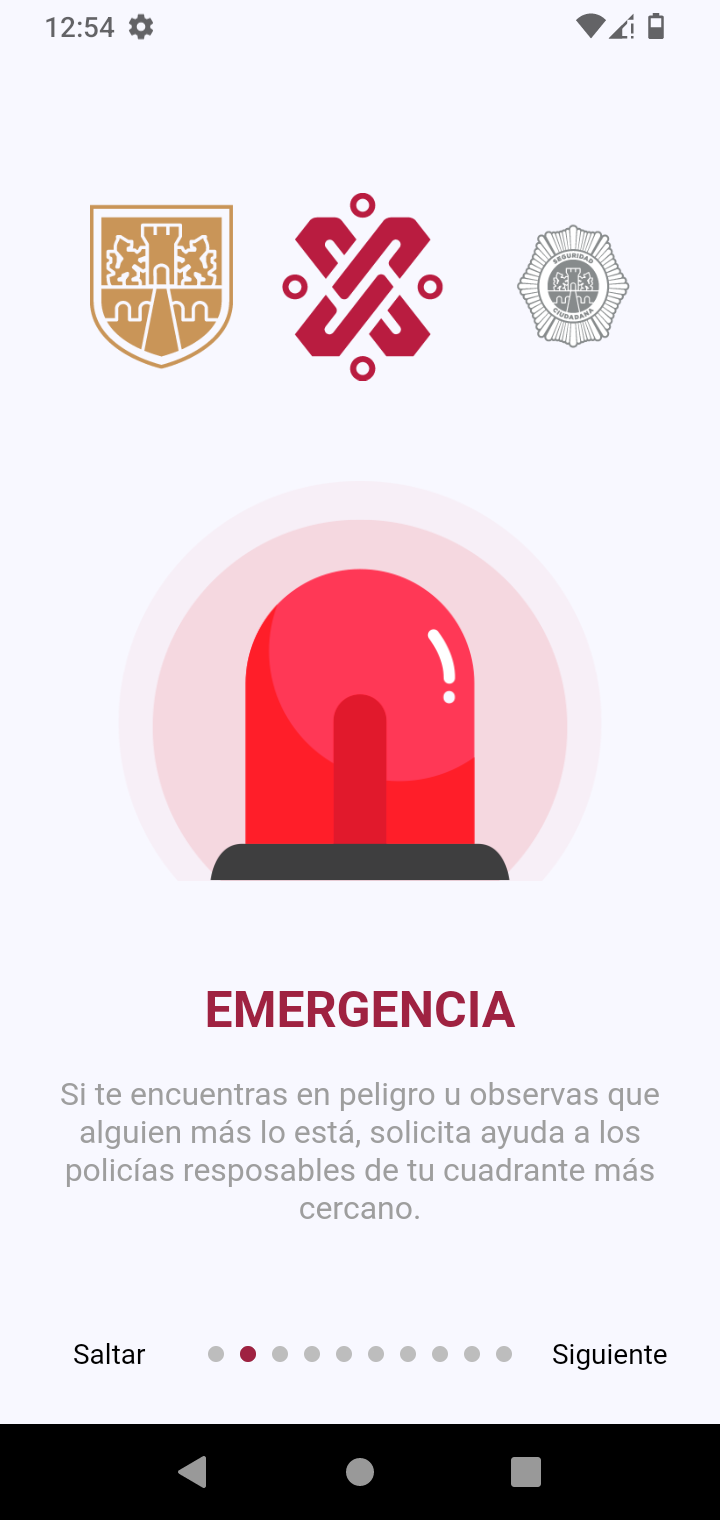 12:54
SEGURIDAD
CIUDADANA
EMERGENCIA
Si te encuentras en peligro u observas que
alguien más lo está, solicita ayuda a los
policías resposables de tu cuadrante más
cercano.
Saltar
Siguiente